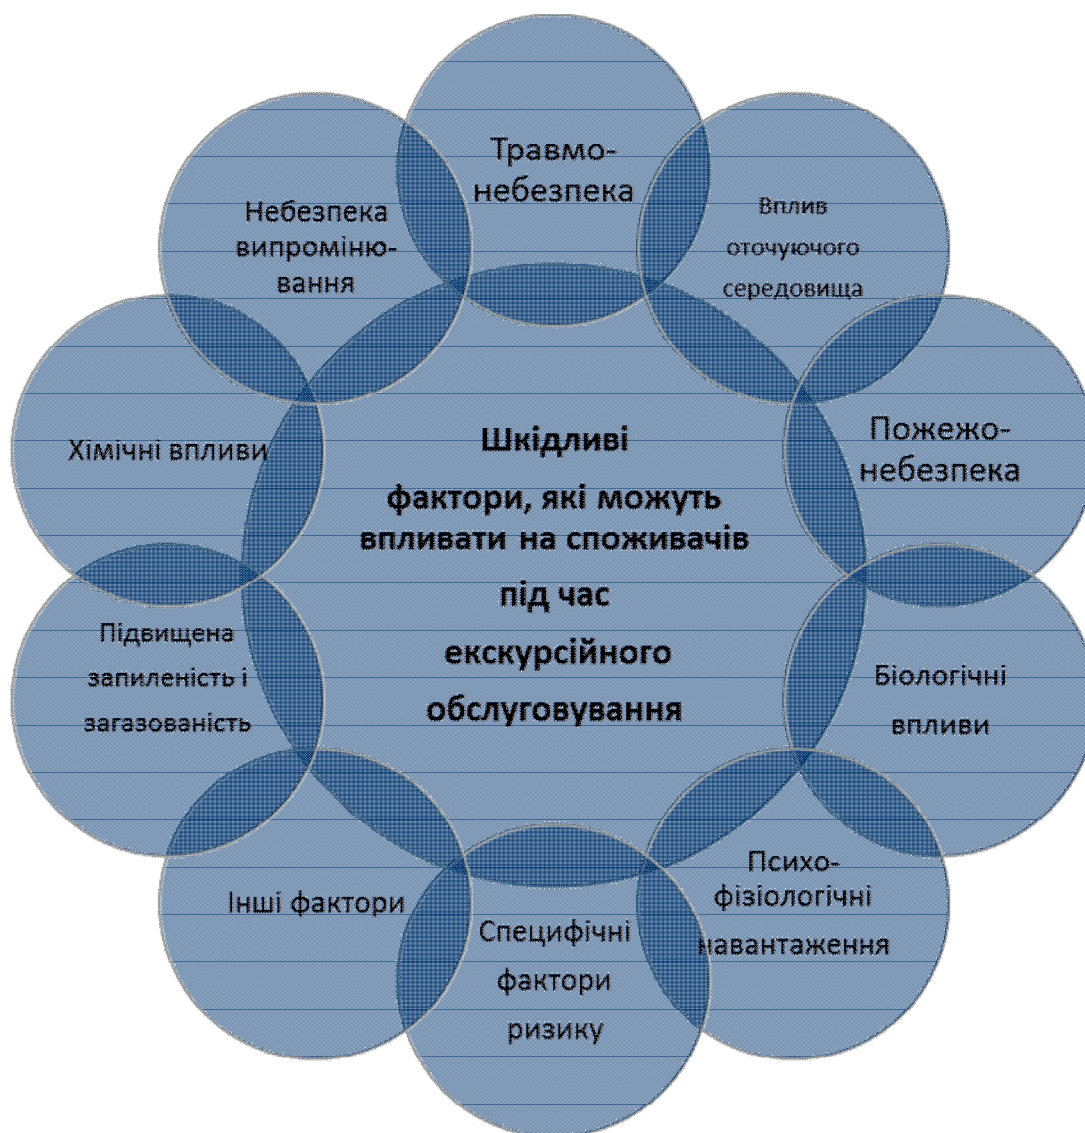 Травмо-
небезпека
Вплив
оточуючого
середовища
Пожежо-
небезпека
Біологічні
впливи
Психо-
фізіологічні
навантаження
Специфічні
фактори
ризику
Інші фактори
Підвищена
запиленість і
загазованість
Хімічні впливи
Небезпека
випроміню-
вання
Шкідливі
фактори, які можуть
впливати на споживачів
під час
екскурсійного
обслуговування